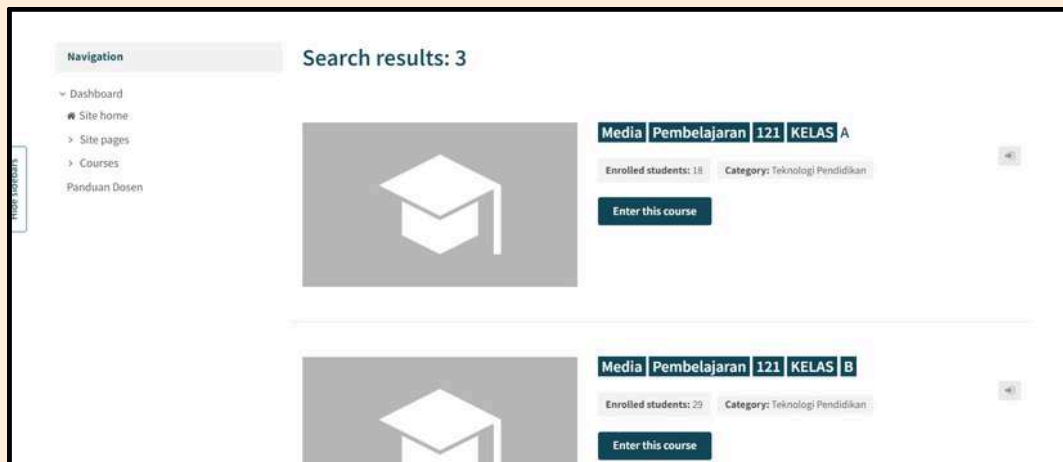 Navigation
Dashboard
Site home
Site pages
Courses
Panduan Dosen
Hide sidebars
Search results: 3
Media Pembelajaran 121 KELAS A
Enrolled students: 18 Category: Teknologi Pendidikan
Enter this course
Media Pembelajaran 121 KELAS B
Enrolled students: 29 Category: Teknologi Pendidikan
Enter this course